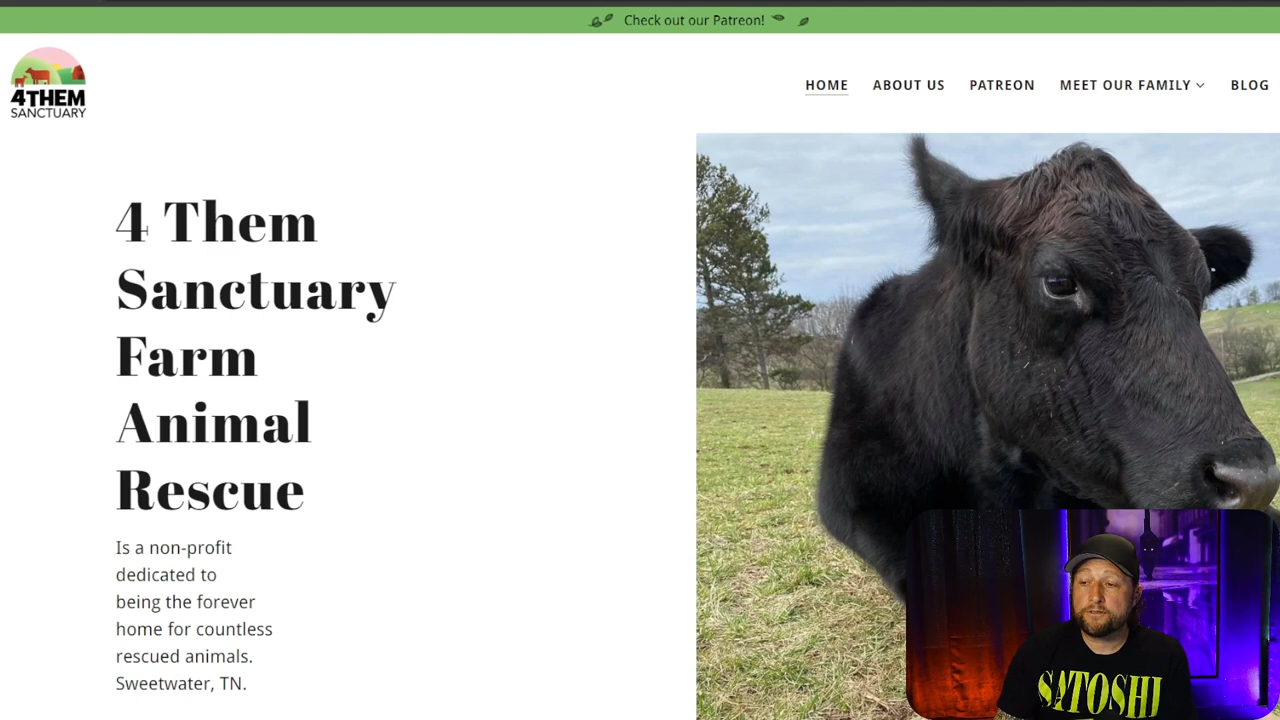 Check out our Patreon!
4THEM
SANCTUARY
HOME
ABOUT US
PATREON
MEET OUR FAMILY
BLOG
4 Them
Sanctuary
Farm
Animal
Rescue
Is a non-profit
dedicated to
being the forever
home for countless
rescued animals.
Sweetwater, TN.
SATOSHI